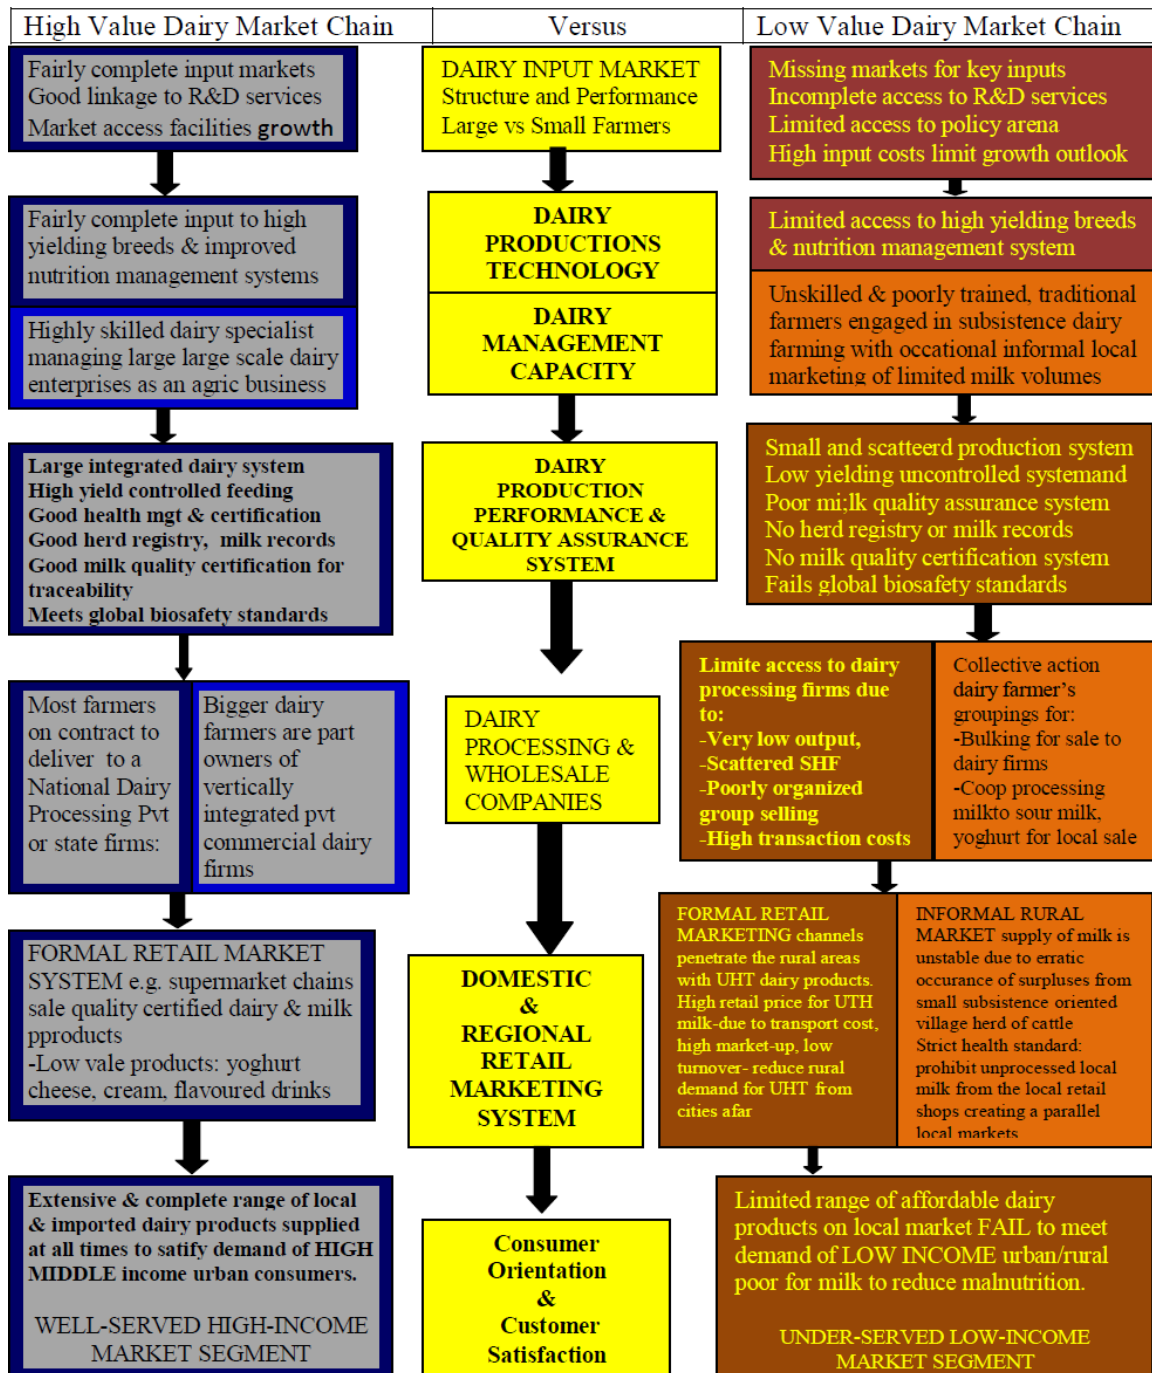 High Value Dairy Market Chain
Versus
Low Value Dairy Market Chain
Fairly complete input markets
Good linkage to R&D services
Market access facilities growth
DAIRY INPUT MARKET
Structure and Performance
Large vs Small Farmers
Missing markets for key inputs
Incomplete access to R&D services
Limited access to policy arena
High input costs limit growth outlook
Fairly complete input to high
yielding breeds & improved
nutrition management systems
DAIRY
PRODUCTIONS
TECHNOLOGY
Limited access to high yielding breeds
& nutrition management system
Highly skilled dairy specialist
managing large large scale dairy
enterprises as an agric business
DAIRY
MANAGEMENT
CAPACITY
Unskilled & poorly trained, traditional
farmers engaged in subsistence dairy
farming with occational informal local
marketing of limited milk volumes
Large integrated dairy system
High yield controlled feeding
Good health mgt & certification
Good herd registry, milk records
Good milk quality certification for
traceability
Meets global biosafety standards
DAIRY
PRODUCTION
PERFORMANCE &
QUALITY ASSURANCE
SYSTEM
Small and scatteerd production system
Low yielding uncontrolled systemand
Poor mi;lk quality assurance system
No herd registry or milk records
No milk quality certification system
Fails global biosafety standards
Most farmers
on contract to
deliver to a
National Dairy
Processing Pvt
or state firms:
Bigger dairy
farmers are part
owners of
vertically
integrated pvt
commercial dairy
firms
DAIRY
PROCESSING &
WHOLESALE
COMPANIES
Limite access to dairy
processing firms due
to:
-Very low output,
-Scattered SHF
-Poorly organized
group selling
-High transaction costs
Collective action
dairy farmer's
groupings for:
-Bulking for sale to
dairy firms
-Coop processing
milkto sour milk,
yoghurt for local sale
FORMAL RETAIL MARKET
SYSTEM e.g. supermarket chains
sale quality certified dairy & milk
pproducts
-Low vale products: yoghurt
cheese, cream, flavoured drinks
DOMESTIC
&
REGIONAL
RETAIL
MARKETING
SYSTEM
FORMAL RETAIL
MARKETING channels
penetrate the rural areas
with UHT dairy products.
High retail price for UTH
milk-due to transport cost,
high market-up, low
turnover- reduce rural
demand for UHT from
cities afar
INFORMAL RURAL
MARKET supply of milk is
unstable due to erratic
occurance of surpluses from
small subsistence oriented
village herd of cattle
Strict health standard:
prohibit unprocessed local
milk from the local retail
shops creating a parallel
local markets
Extensive & complete range of local
& imported dairy products supplied
at all times to satify demand of HIGH
MIDDLE income urban consumers.
WELL-SERVED HIGH-INCOME
MARKET SEGMENT
Consumer
Orientation
&
Customer
Satisfaction
Limited range of affordable dairy
products on local market FAIL to meet
demand of LOW INCOME urban/rural
poor for milk to reduce malnutrition.
UNDER-SERVED LOW-INCOME
MARKET SEGMENT